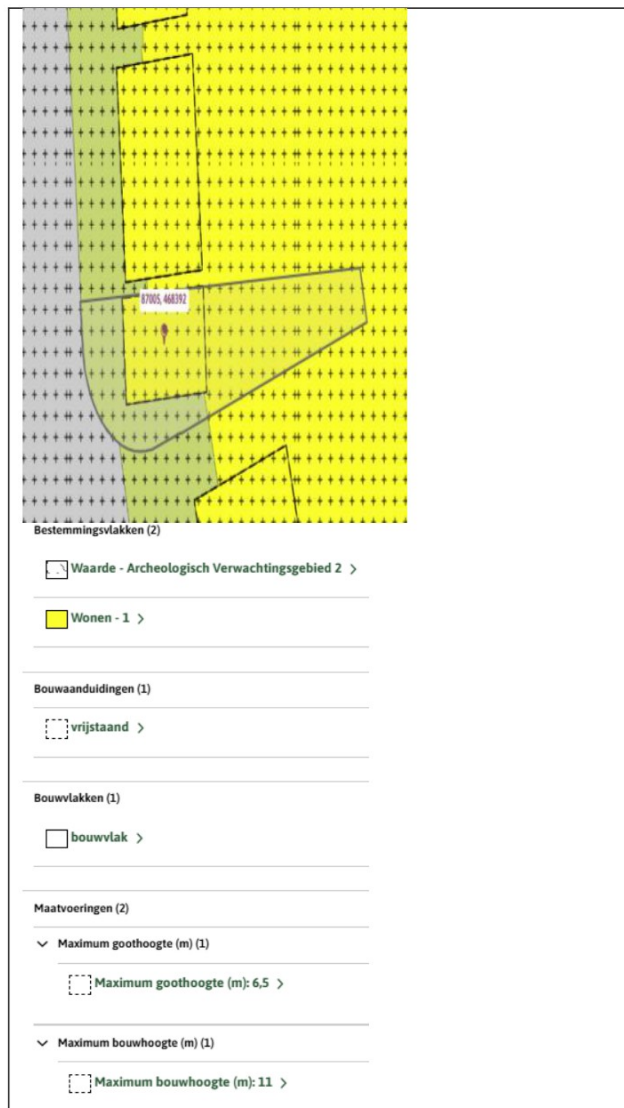 87005, 468392
Bestemmingsvlakken (2)
Waarde - Archeologisch Verwachtingsgebied 2
Wonen - 1
Bouwaanduidingen (1)
vrijstaand
Bouwvlakken (1)
bouwvlak
Maatvoeringen (2)
Maximum goothoogte (m) (1)
Maximum goothoogte (m): 6,5
Maximum bouwhoogte (m) (1)
Maximum bouwhoogte (m): 11